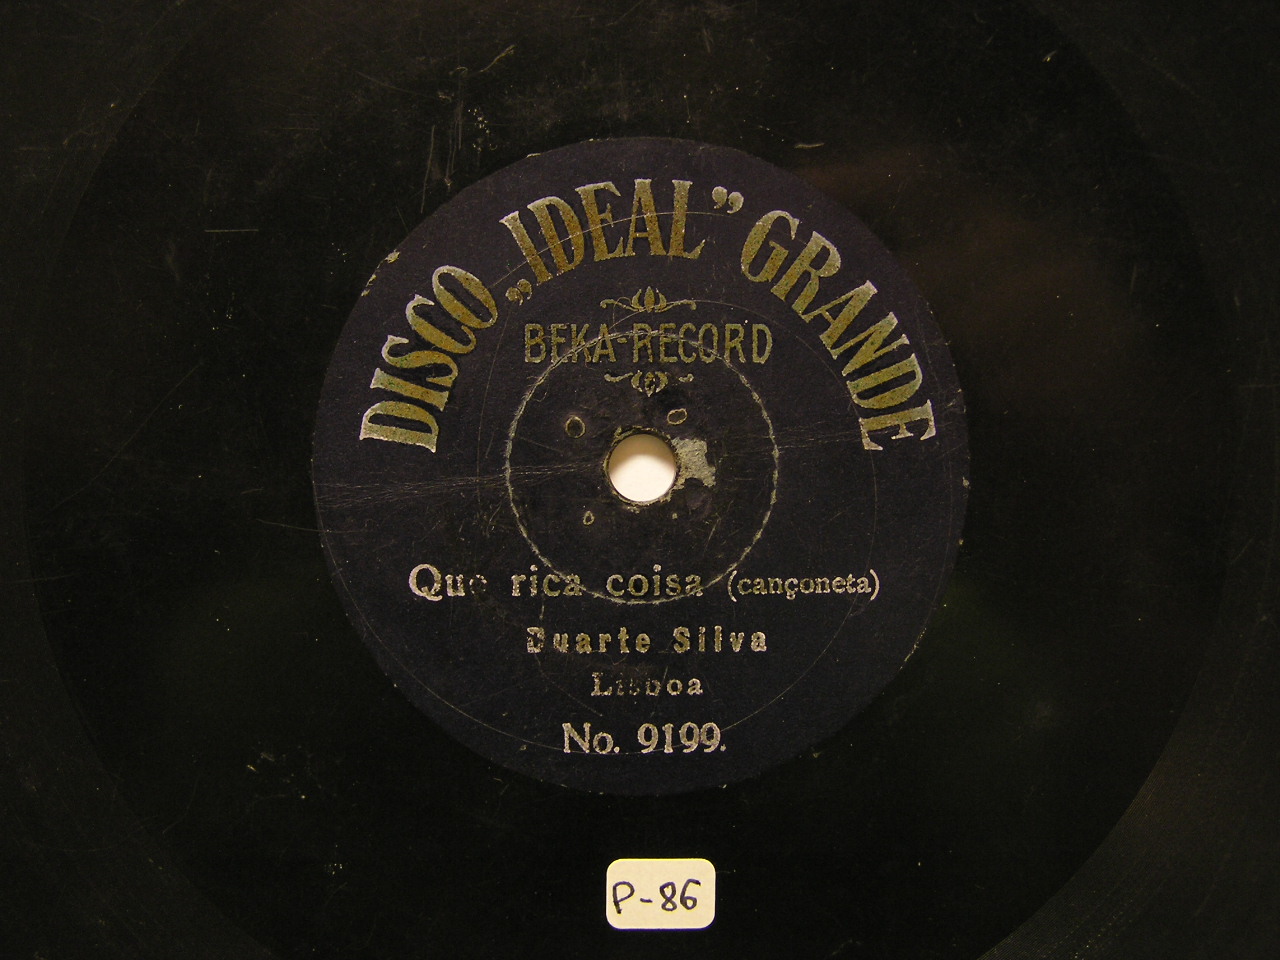 DISCO „IDEAL” GRANDE
BEKA-RECORD
Que rica coisa (cançoneta)
Duarte Silva
Lisboa
No. 9199.
P-86